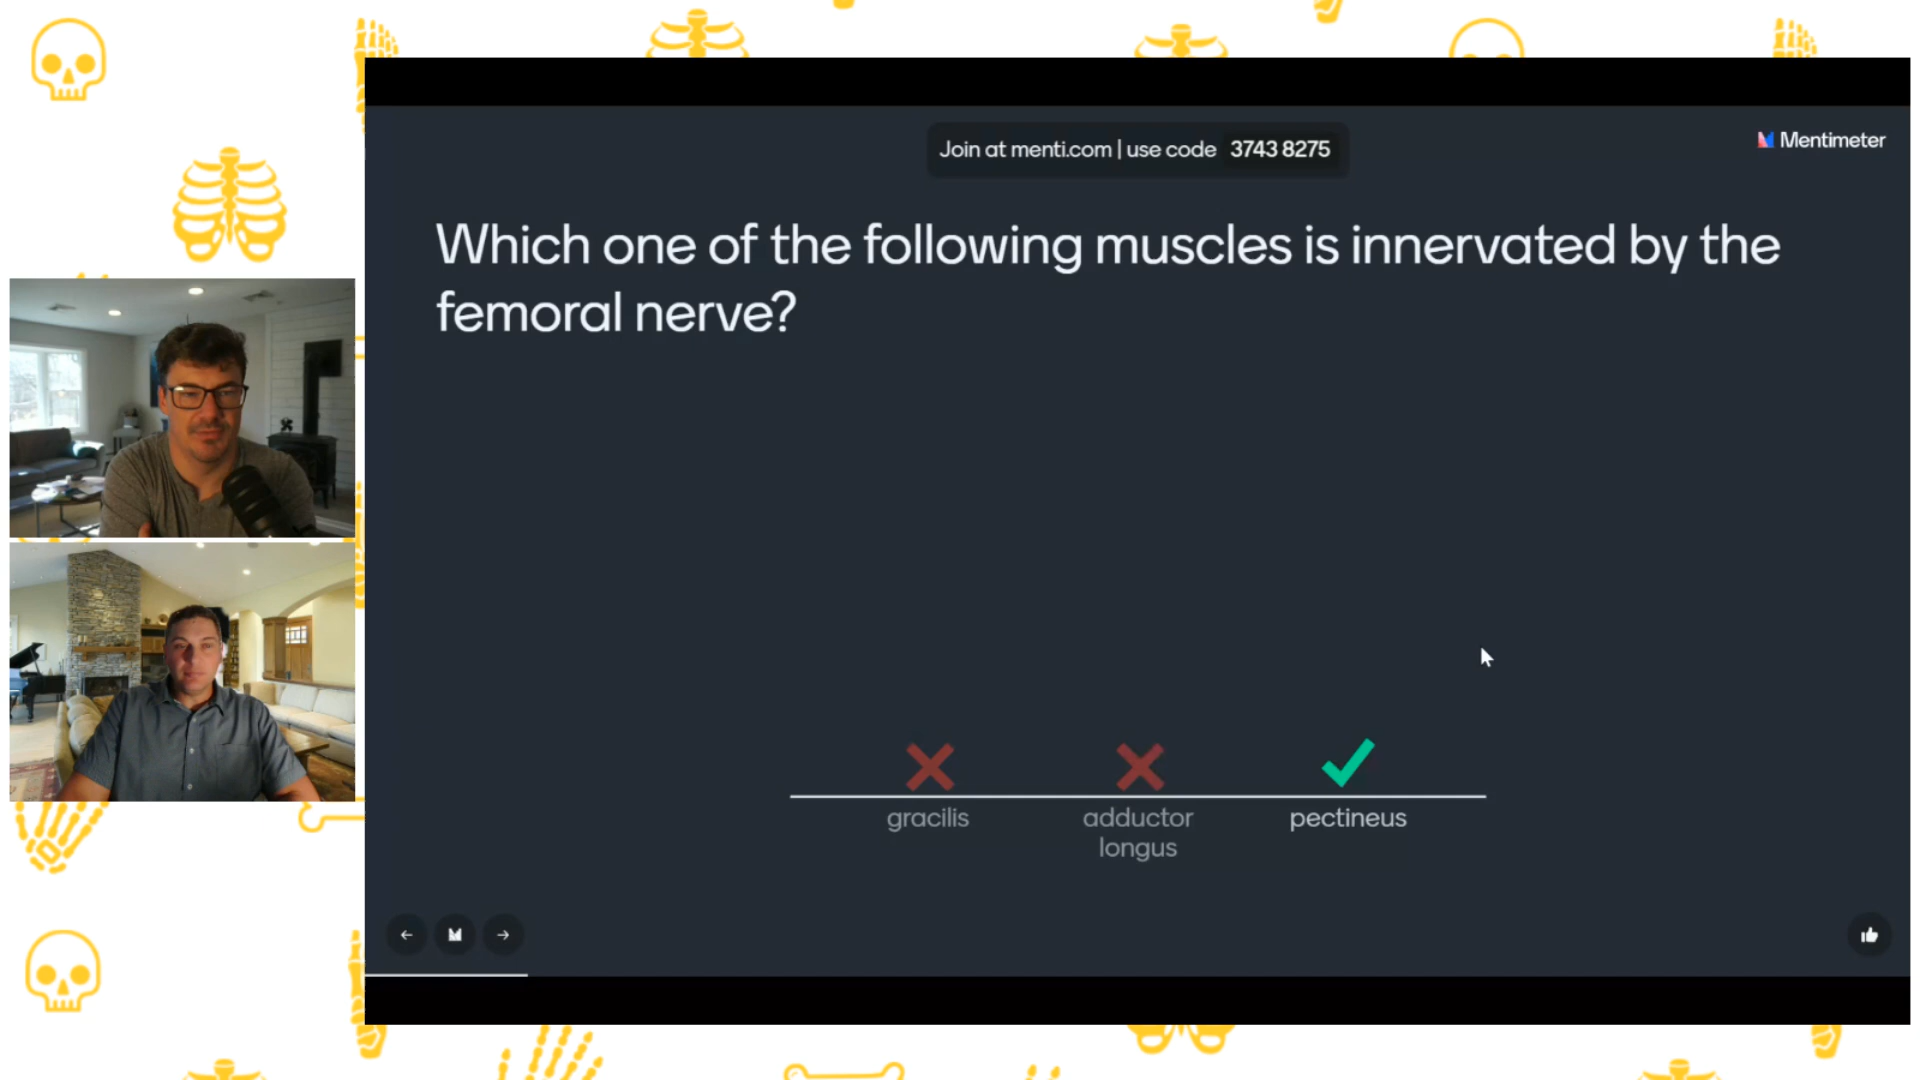 Join at menti.com | use code 3743 8275
Mentimeter
Which one of the following muscles is innervated by the
femoral nerve?
gracilis
adductor
longus
pectineus